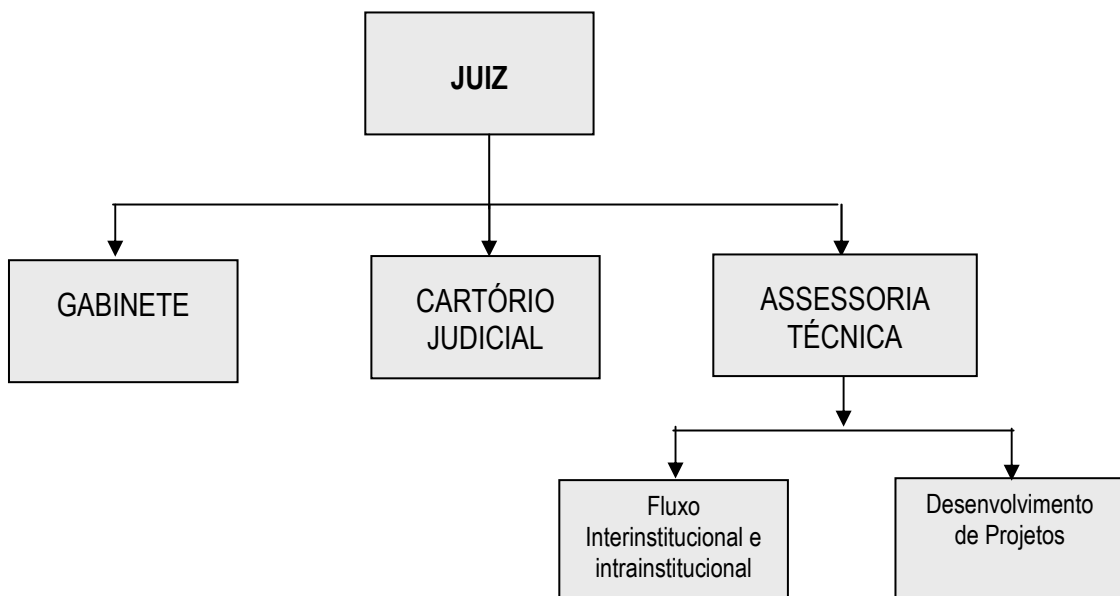 JUIZ
GABINETE
CARTÓRIO
JUDICIAL
ASSESSORIA
TÉCNICA
Fluxo
Interinstitucional e
intrainstitucional
Desenvolvimento
de Projetos